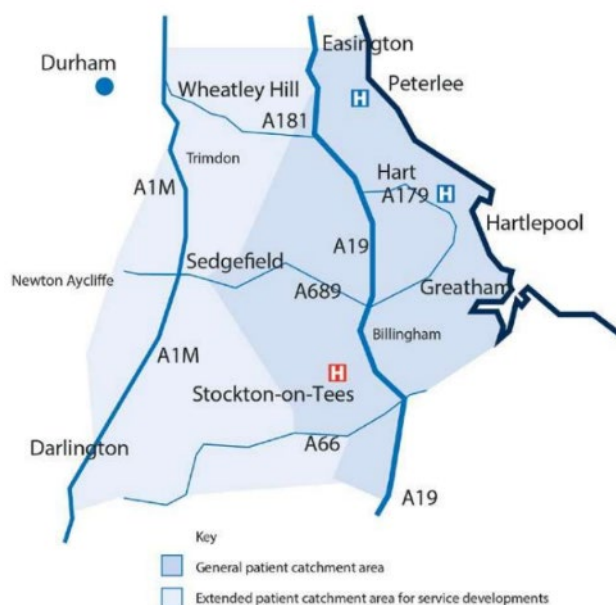 Easington
Durham
Peterlee
Wheatley Hill
H
A181
Trimdon
Hart
H
A179
A1M
Hartlepool
A19
Sedgefield
Newton Aycliffe
A689
Greatham
Billingham
A1M
H
Stockton-on-Tees
A66
Darlington
A19
Key
General patient catchment area
Extended patient catchment area for service developments